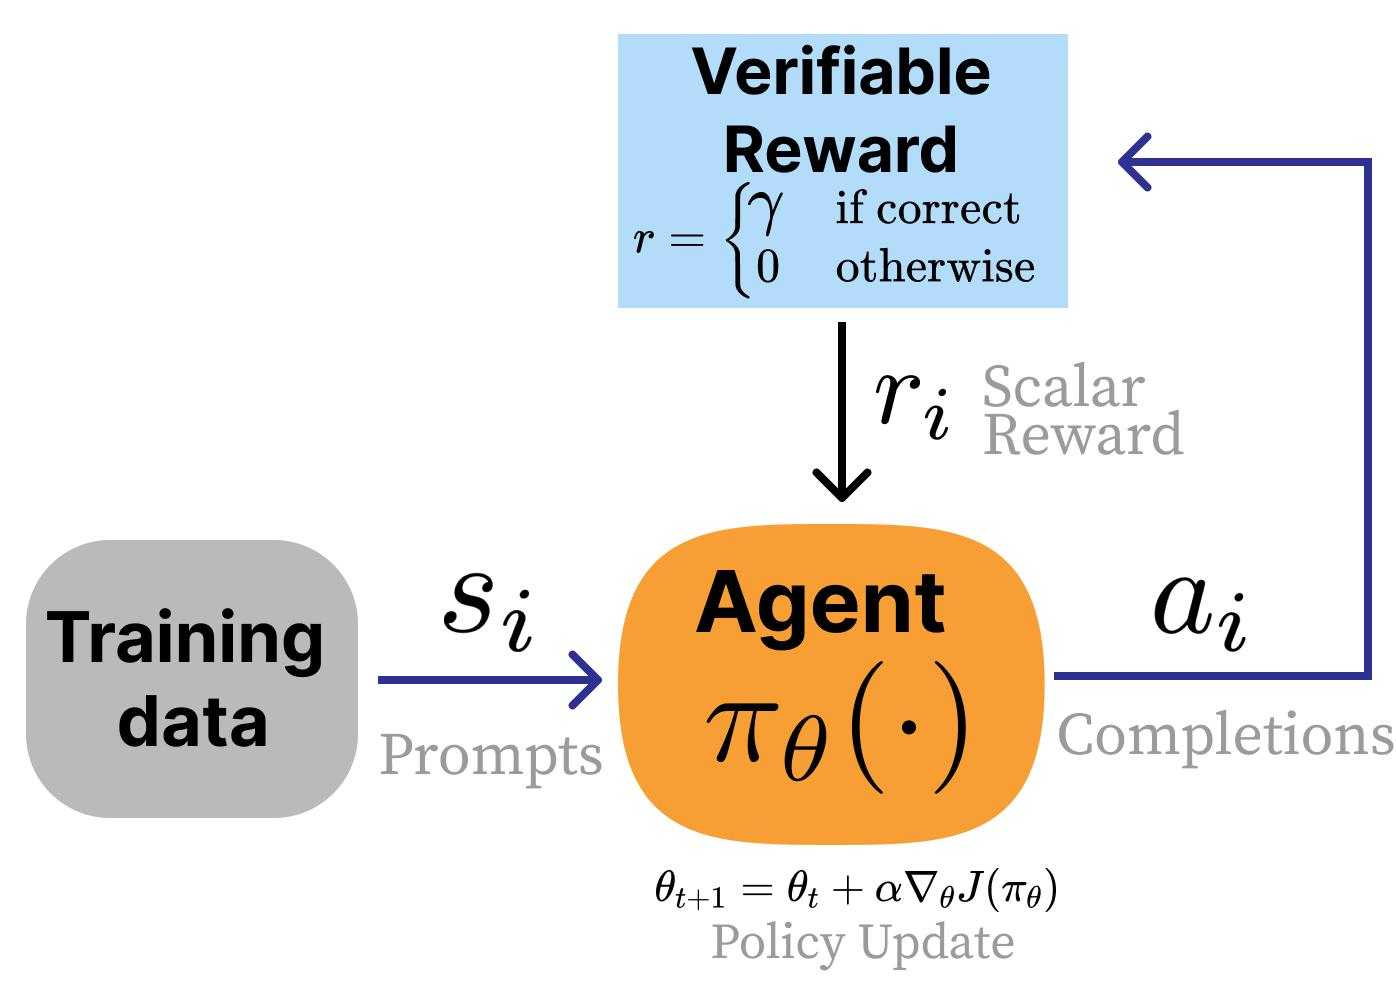 Verifiable
Reward
r = { γ if correct
0 otherwise
r_i Scalar
Reward
Training
data
s_i
Prompts
Agent
π_θ(·)
a_i
Completions
θ_{t+1} = θ_t + α∇_θJ(π_θ)
Policy Update